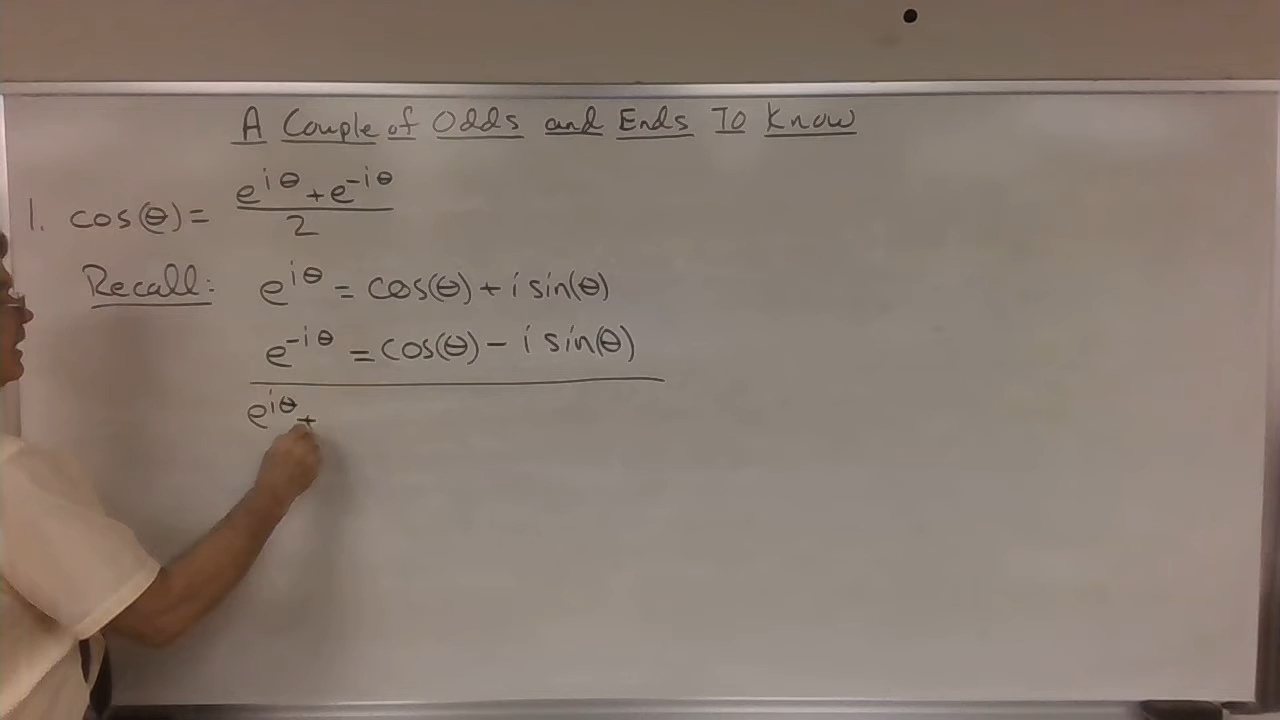 A Couple of Odds and Ends To Know
1. cos(θ) = (e^{iθ} + e^{-iθ})/2
Recall: e^{iθ} = cos(θ) + i sin(θ)
e^{-iθ} = cos(θ) - i sin(θ)
e^{iθ} +